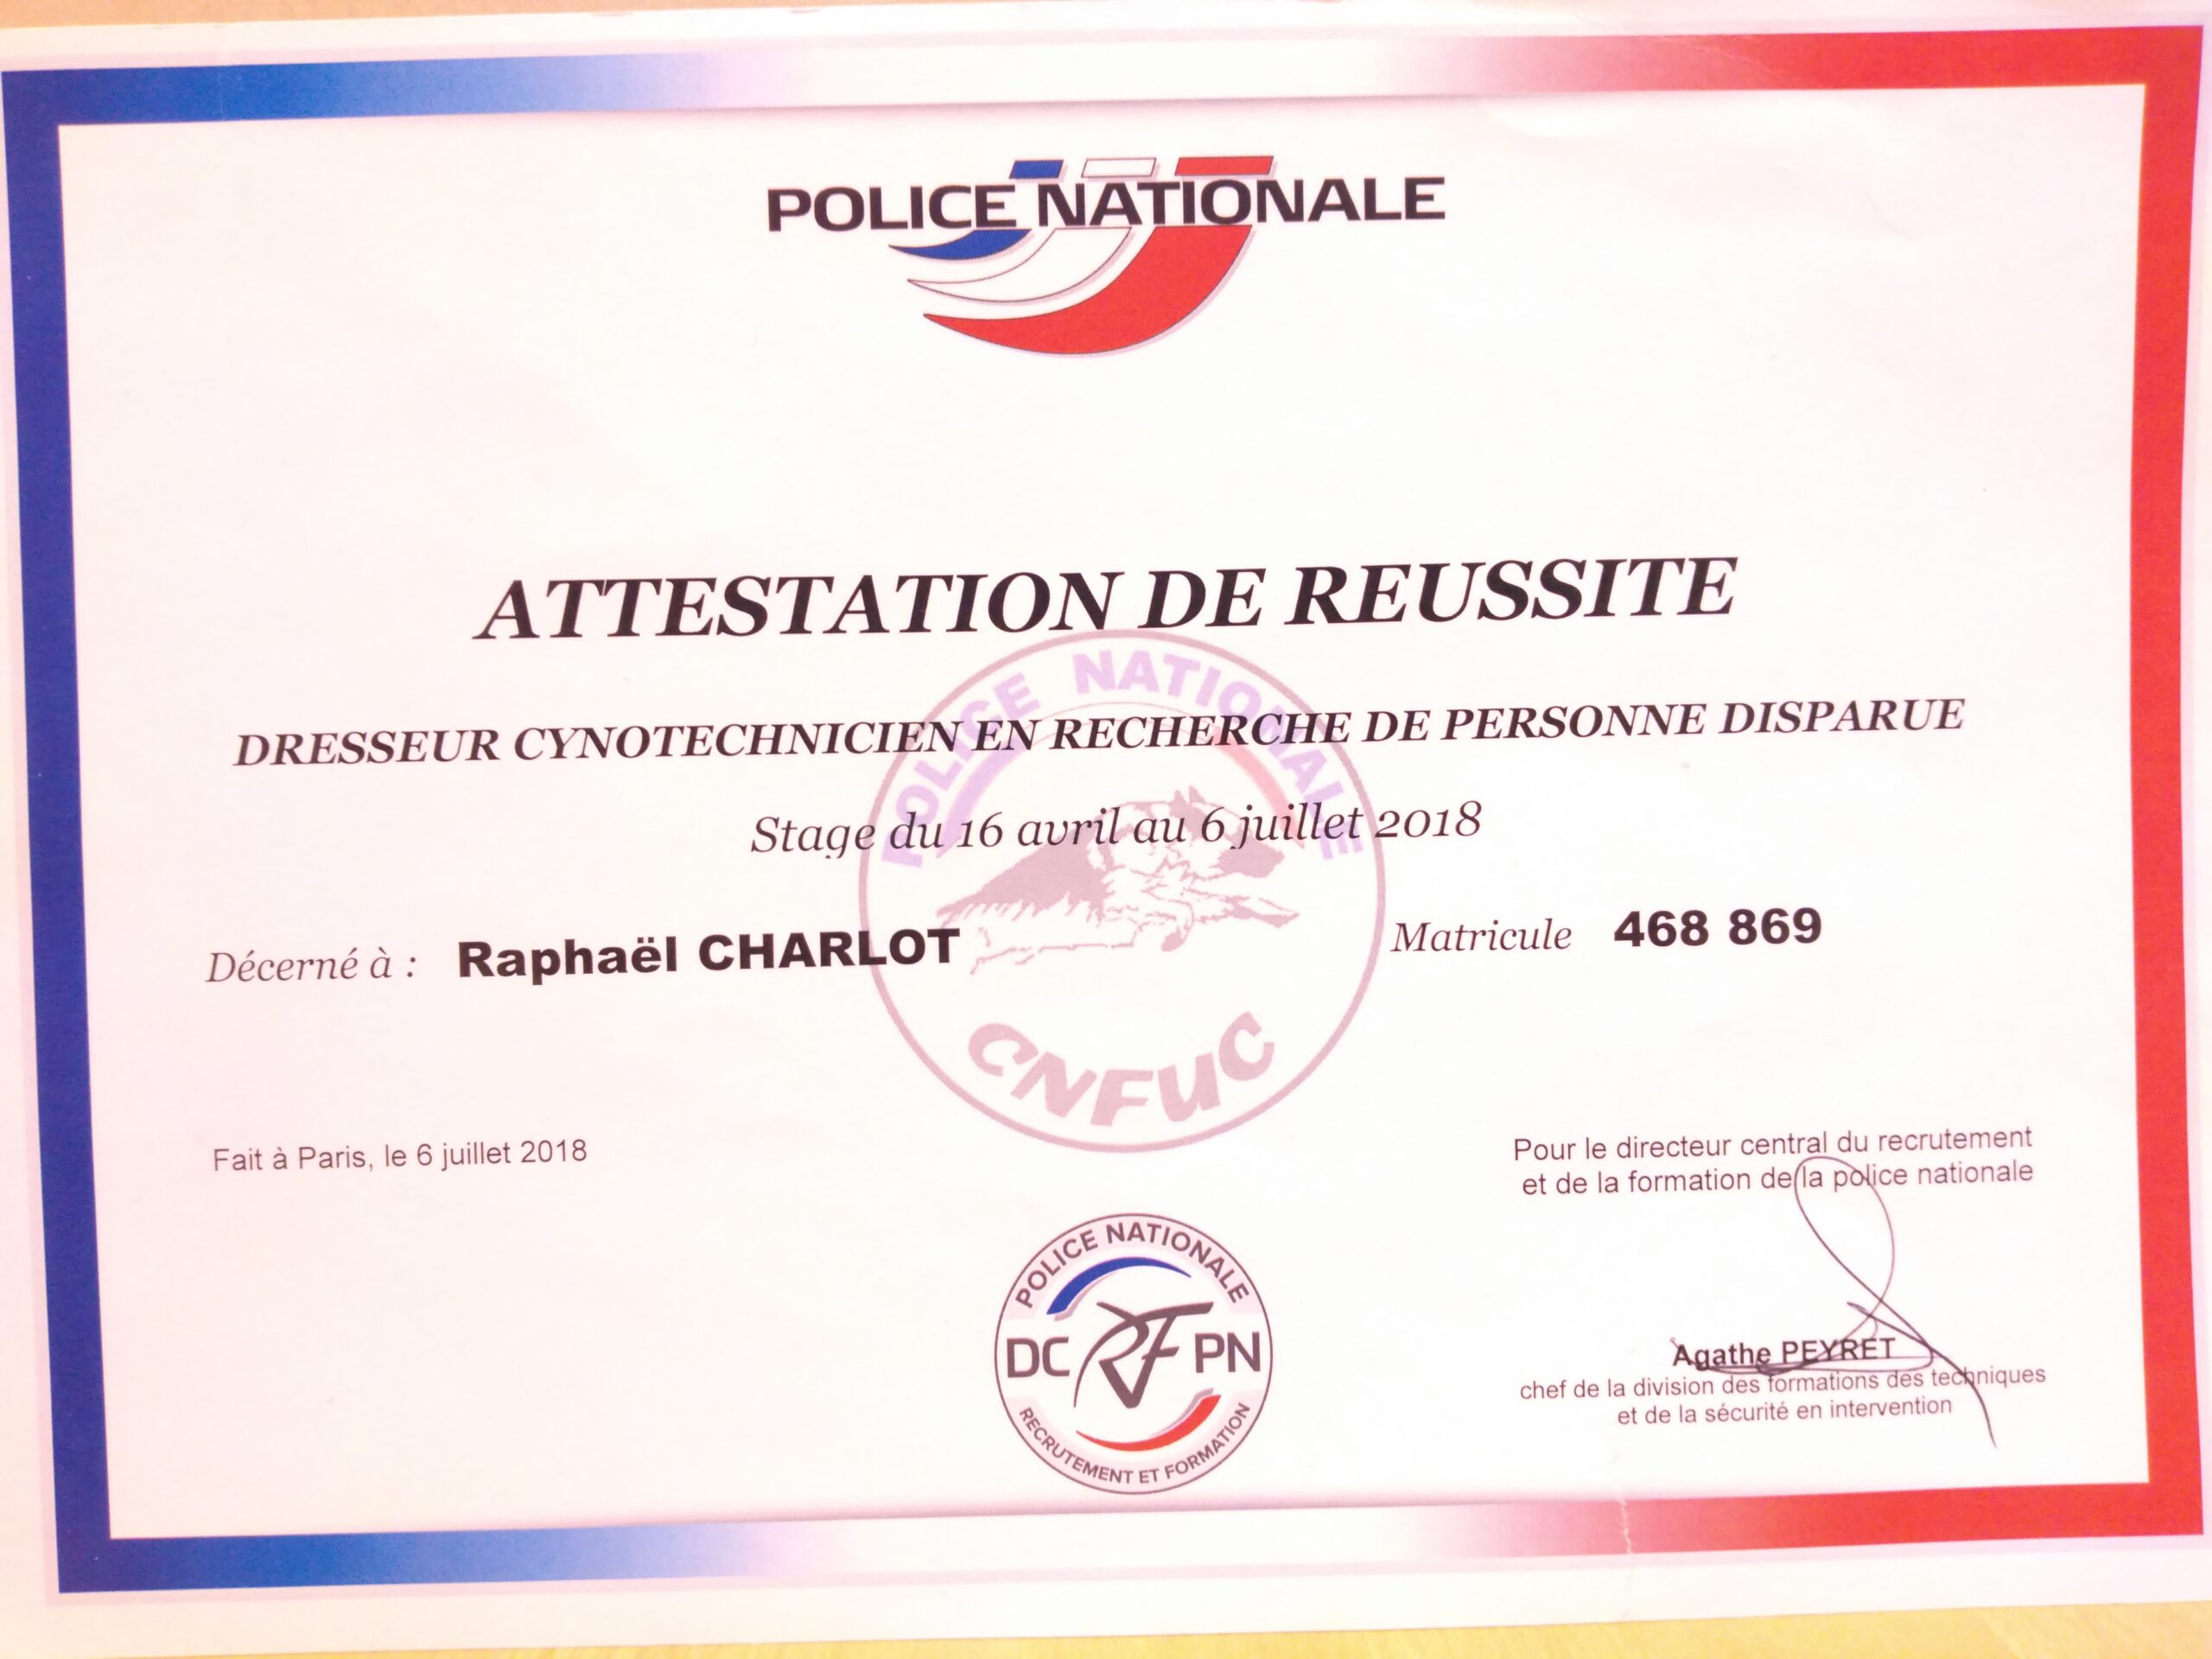 POLICE NATIONALE
ATTESTATION DE REUSSITE
DRESSEUR CYNOTECHNICIEN EN RECHERCHE DE PERSONNE DISPARUE
Stage du 16 avril au 6 juillet 2018
Décerné à : Raphaël CHARLOT Matricule 468 869
POLICE NATIONALE
CNFUC
Fait à Paris, le 6 juillet 2018
Pour le directeur central du recrutement
et de la formation de la police nationale
POLICE NATIONALE
DC RF PN
RECRUTEMENT ET FORMATION
Agathe PEYRET
chef de la division des formations des techniques
et de la sécurité en intervention